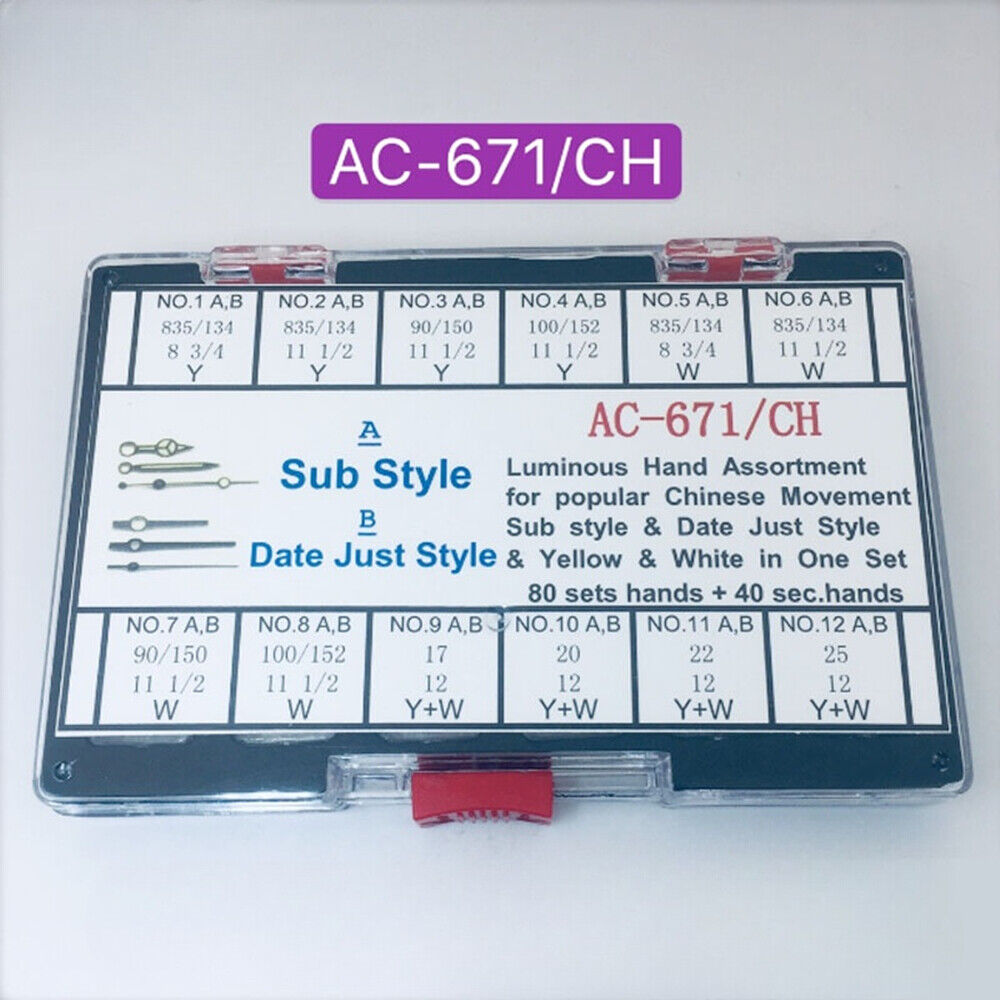 AC-671/CH
NO.1 A,B NO.2 A,B NO.3 A,B NO.4 A,B NO.5 A,B NO.6 A,B
835/134 835/134 90/150 100/152 835/134 835/134
8 3/4 11 1/2 11 1/2 11 1/2 8 3/4 11 1/2
Y Y Y Y W W
A
Sub Style
B
Date Just Style
AC-671/CH
Luminous Hand Assortment
for popular Chinese Movement
Sub style & Date Just Style
& Yellow & White in One Set
80 sets hands + 40 sec.hands
NO.7 A,B NO.8 A,B NO.9 A,B NO.10 A,B NO.11 A,B NO.12 A,B
90/150 100/152 17 20 22 25
11 1/2 11 1/2 12 12 12 12
W W Y+W Y+W Y+W Y+W